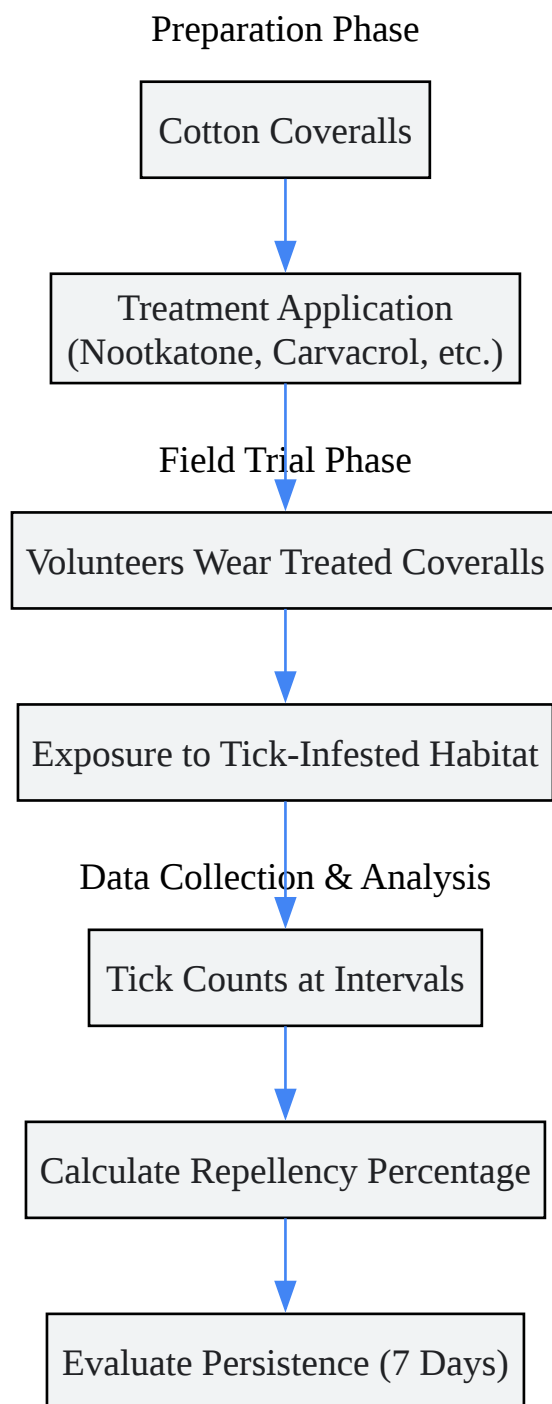 Preparation Phase
Cotton Coveralls
Treatment Application
(Nootkatone, Carvacrol, etc.)
Field Trial Phase
Volunteers Wear Treated Coveralls
Exposure to Tick-Infested Habitat
Data Collection & Analysis
Tick Counts at Intervals
Calculate Repellency Percentage
Evaluate Persistence (7 Days)